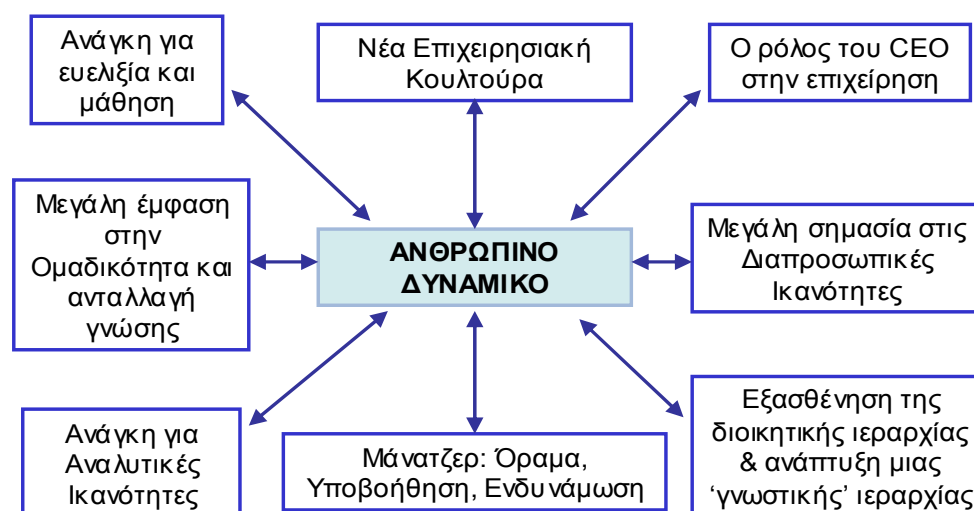 Ανάγκη για
ευελιξία και
μάθηση
Νέα Επιχειρησιακή
Κουλτούρα
Ο ρόλος του CEO
στην επιχείρηση
Μεγάλη έμφαση
στην
Ομαδικότητα και
ανταλλαγή
γνώσης
ΑΝΘΡΩΠΙΝΟ
ΔΥΝΑΜΙΚΟ
Μεγάλη σημασία στις
Διαπροσωπικές
Ικανότητες
Ανάγκη για
Αναλυτικές
Ικανότητες
Μάνατζερ: Όραμα,
Υποβοήθηση, Ενδυνάμωση
Εξασθένηση της
διοικητικής ιεραρχίας
& ανάπτυξη μιας
‘γνωστικής’ ιεραρχίας